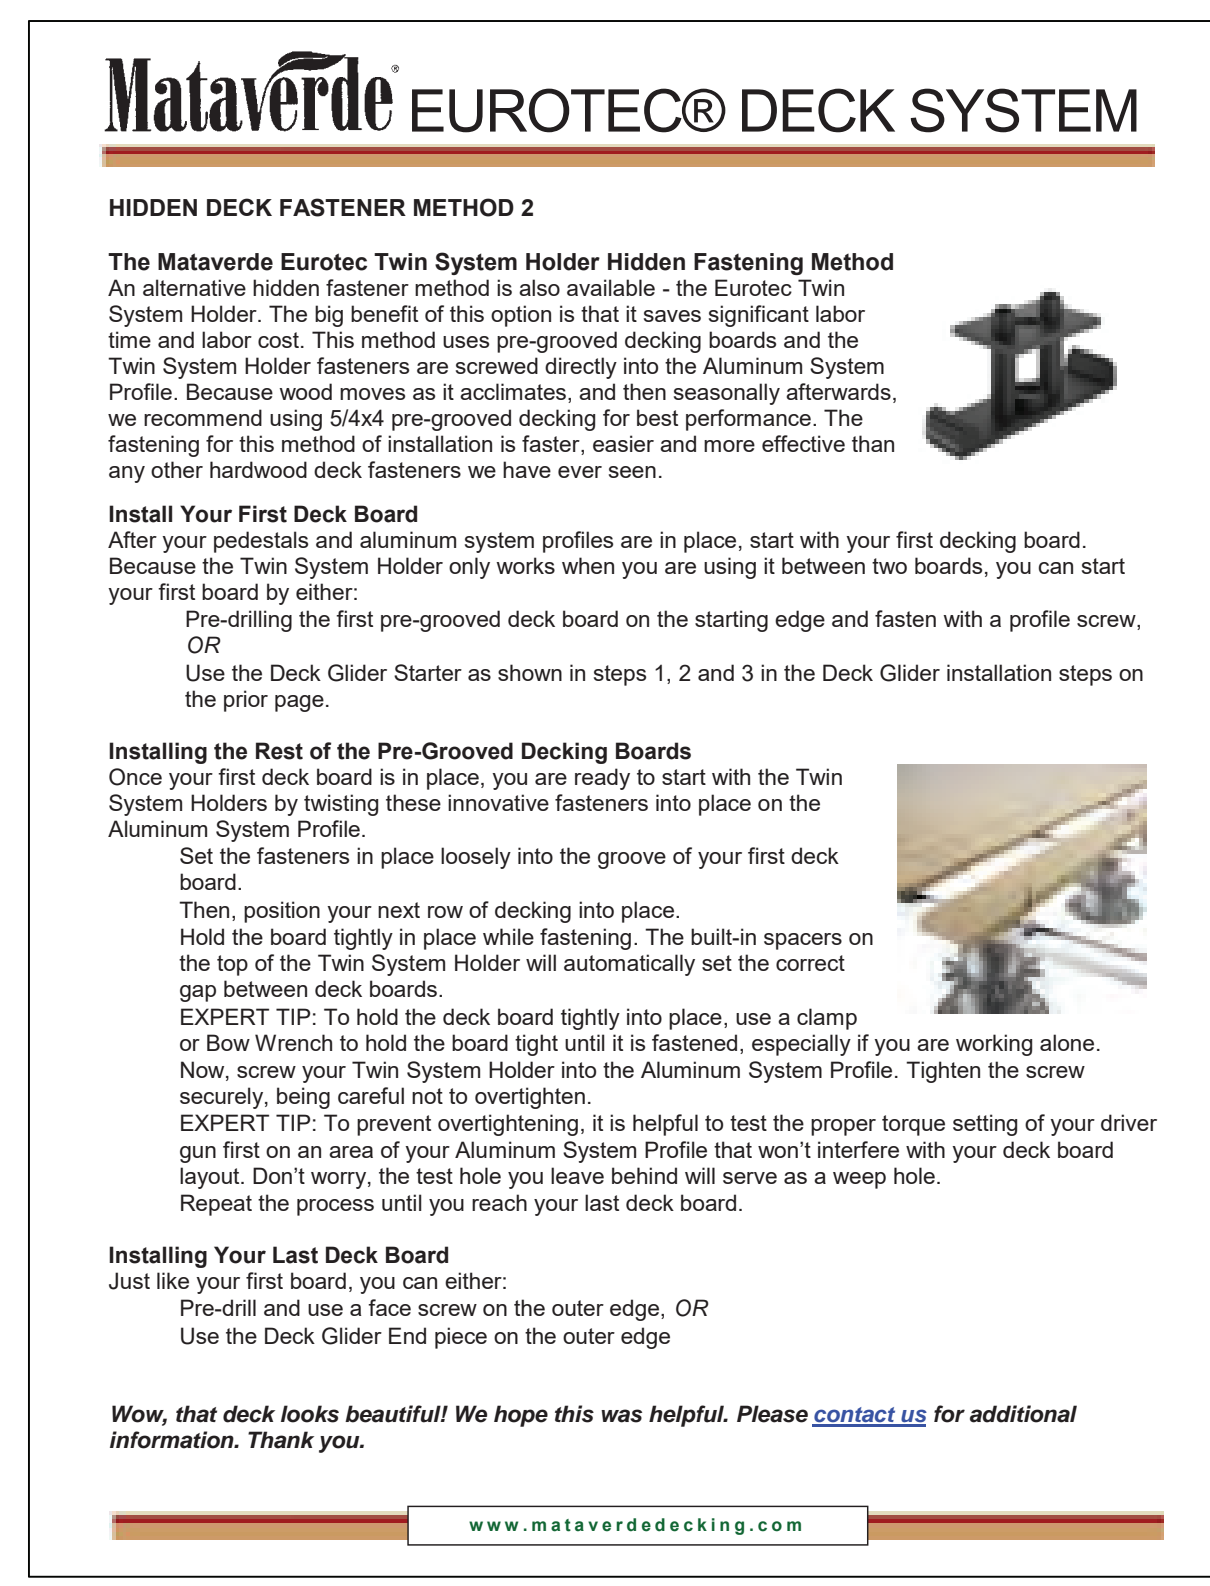 Mataverde® EUROTEC® DECK SYSTEM
HIDDEN DECK FASTENER METHOD 2
The Mataverde Eurotec Twin System Holder Hidden Fastening Method
An alternative hidden fastener method is also available - the Eurotec Twin
System Holder. The big benefit of this option is that it saves significant labor
time and labor cost. This method uses pre-grooved decking boards and the
Twin System Holder fasteners are screwed directly into the Aluminum System
Profile. Because wood moves as it acclimates, and then seasonally afterwards,
we recommend using 5/4x4 pre-grooved decking for best performance. The
fastening for this method of installation is faster, easier and more effective than
any other hardwood deck fasteners we have ever seen.
Install Your First Deck Board
After your pedestals and aluminum system profiles are in place, start with your first decking board.
Because the Twin System Holder only works when you are using it between two boards, you can start
your first board by either:
Pre-drilling the first pre-grooved deck board on the starting edge and fasten with a profile screw,
OR
Use the Deck Glider Starter as shown in steps 1, 2 and 3 in the Deck Glider installation steps on
the prior page.
Installing the Rest of the Pre-Grooved Decking Boards
Once your first deck board is in place, you are ready to start with the Twin
System Holders by twisting these innovative fasteners into place on the
Aluminum System Profile.
Set the fasteners in place loosely into the groove of your first deck
board.
Then, position your next row of decking into place.
Hold the board tightly in place while fastening. The built-in spacers on
the top of the Twin System Holder will automatically set the correct
gap between deck boards.
EXPERT TIP: To hold the deck board tightly into place, use a clamp
or Bow Wrench to hold the board tight until it is fastened, especially if you are working alone.
Now, screw your Twin System Holder into the Aluminum System Profile. Tighten the screw
securely, being careful not to overtighten.
EXPERT TIP: To prevent overtightening, it is helpful to test the proper torque setting of your driver
gun first on an area of your Aluminum System Profile that won't interfere with your deck board
layout. Don't worry, the test hole you leave behind will serve as a weep hole.
Repeat the process until you reach your last deck board.
Installing Your Last Deck Board
Just like your first board, you can either:
Pre-drill and use a face screw on the outer edge, OR
Use the Deck Glider End piece on the outer edge
Wow, that deck looks beautiful! We hope this was helpful. Please contact us for additional
information. Thank you.
www.mataverdedecking.com